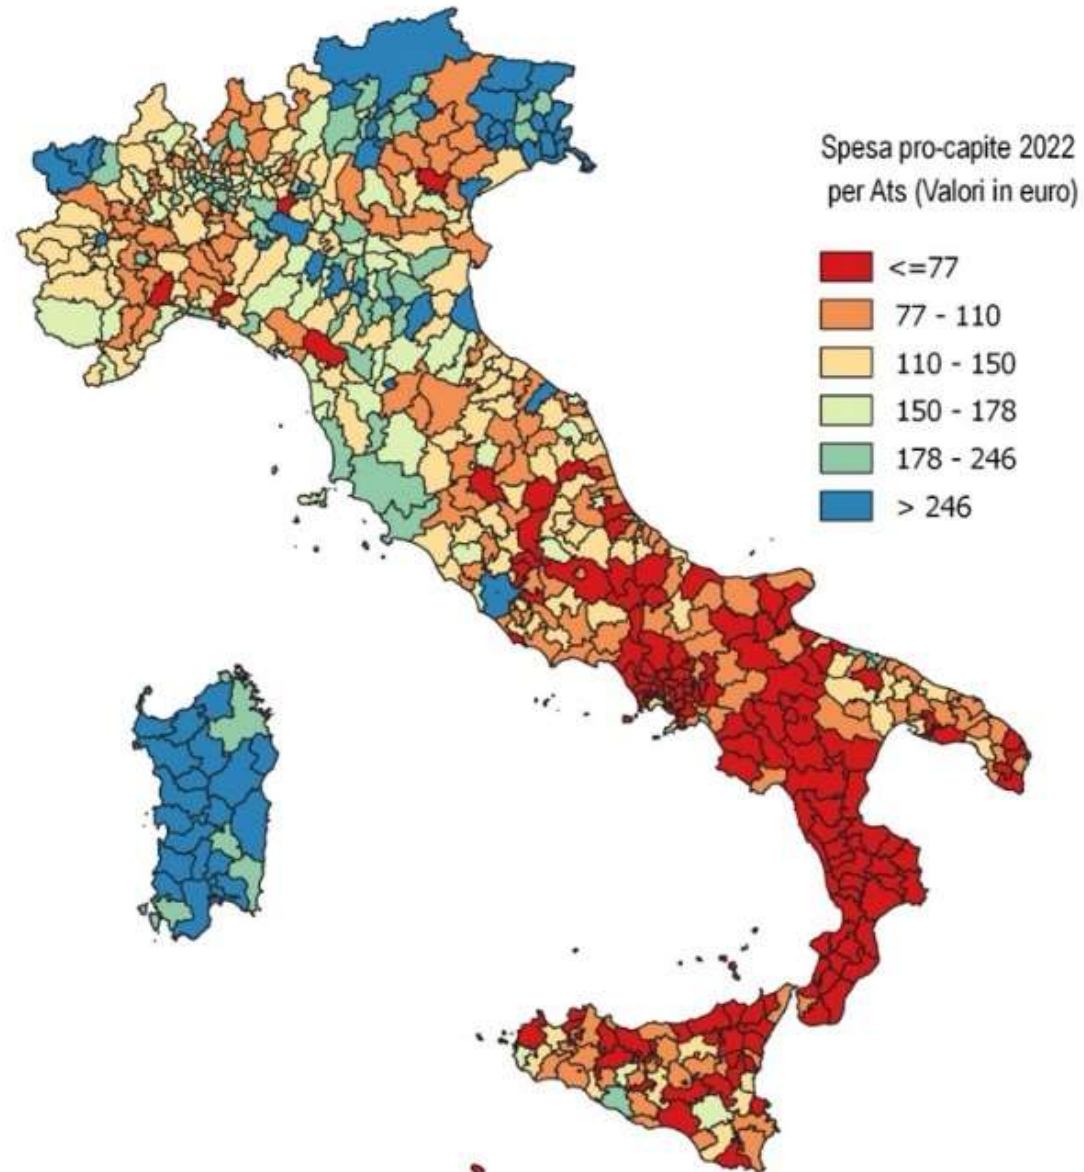 Spesa pro-capite 2022
per Ats (Valori in euro)
<=77
77 - 110
110 - 150
150 - 178
178 - 246
> 246